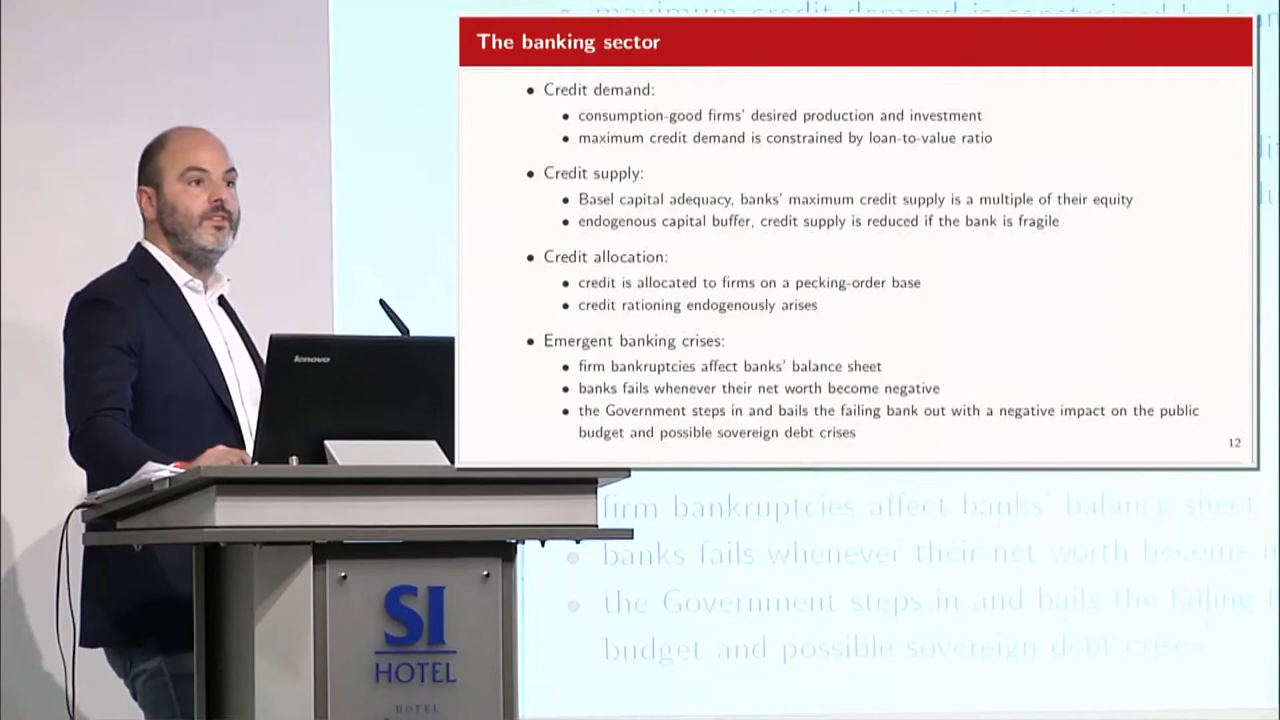 maximum credit demand is constrained by loan
The banking sector
• Credit demand:
• consumption-good firms' desired production and investment
• maximum credit demand is constrained by loan-to-value ratio
• Credit supply:
• Basel capital adequacy, banks' maximum credit supply is a multiple of their equity
• endogenous capital buffer, credit supply is reduced if the bank is fragile
• Credit allocation:
• credit is allocated to firms on a pecking-order base
• credit rationing endogenously arises
• Emergent banking crises:
• firm bankruptcies affect banks' balance sheet
• banks fails whenever their net worth become negative
• the Government steps in and bails the failing bank out with a negative impact on the public
budget and possible sovereign debt crises
12
lenovo
firm bankruptcies affect banks' balance sheet
• banks fails whenever their net worth become
• the Government steps in and bails the failing
budget and possible sovereign debt crises
SI
HOTEL
HOTEL